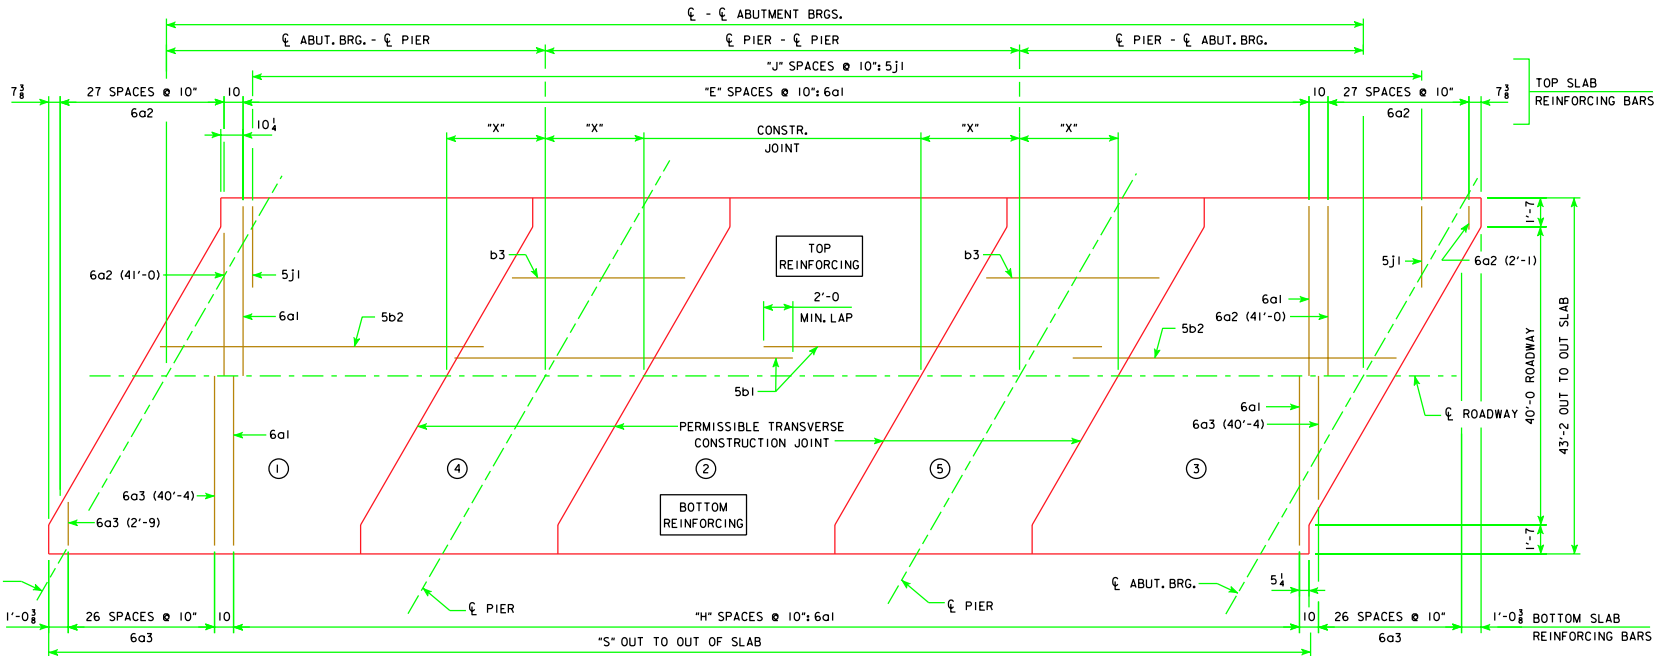 ℄ - ℄ ABUTMENT BRGS.
℄ ABUT. BRG. - ℄ PIER
℄ PIER - ℄ PIER
℄ PIER - ℄ ABUT. BRG.
"J" SPACES @ 10"; 5j1
7⅜
27 SPACES @ 10"
6a2
10
"E" SPACES @ 10"; 6a1
10
27 SPACES @ 10"
6a2
7⅜
TOP SLAB
REINFORCING BARS
10¼
"X"
"X"
CONSTR.
JOINT
"X"
"X"
1'-7
6a2 (41'-0)
5j1
b3
TOP
REINFORCING
b3
5j1
6a2 (2'-1)
6a1
5b2
2'-0
MIN. LAP
6a1
6a2 (41'-0)
5b2
40'-0 ROADWAY
43'-2 OUT TO OUT SLAB
5b1
6a1
6a3 (40'-4)
℄ ROADWAY
6a1
PERMISSIBLE TRANSVERSE
CONSTRUCTION JOINT
1
4
2
5
3
6a3 (40'-4)
6a3 (2'-9)
BOTTOM
REINFORCING
1'-7
℄ PIER
℄ PIER
℄ ABUT. BRG.
5¼
1'-0⅜
26 SPACES @ 10"
6a3
10
"H" SPACES @ 10"; 6a1
10
26 SPACES @ 10"
6a3
1'-0⅜
BOTTOM SLAB
REINFORCING BARS
"S" OUT TO OUT OF SLAB